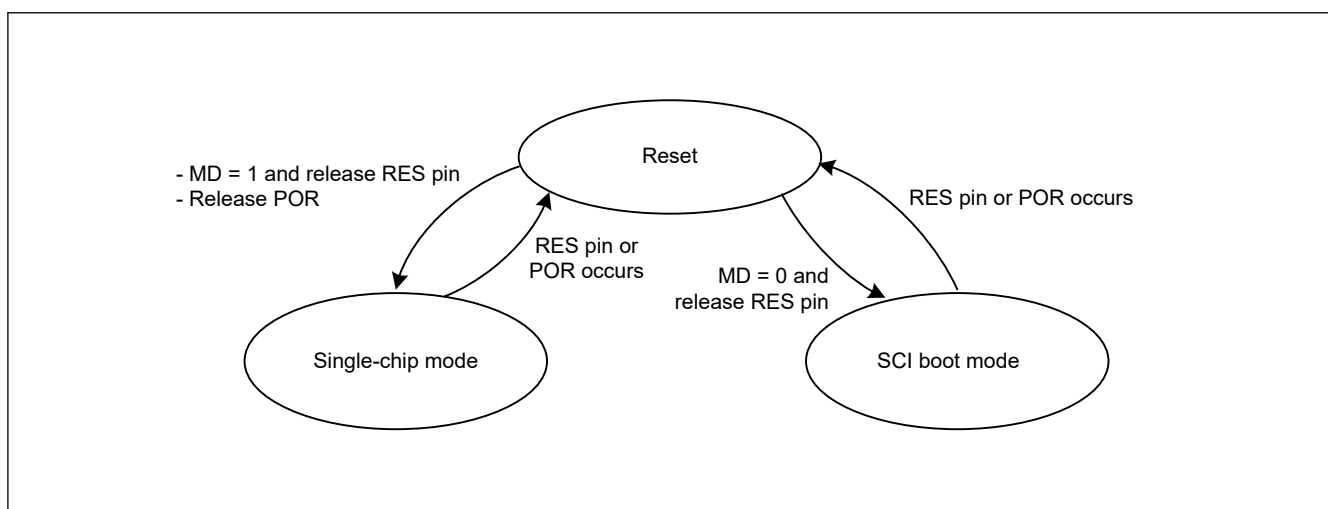 Reset
- MD = 1 and release RES pin
- Release POR
RES pin or POR occurs
RES pin or
POR occurs
MD = 0 and
release RES pin
Single-chip mode
SCI boot mode